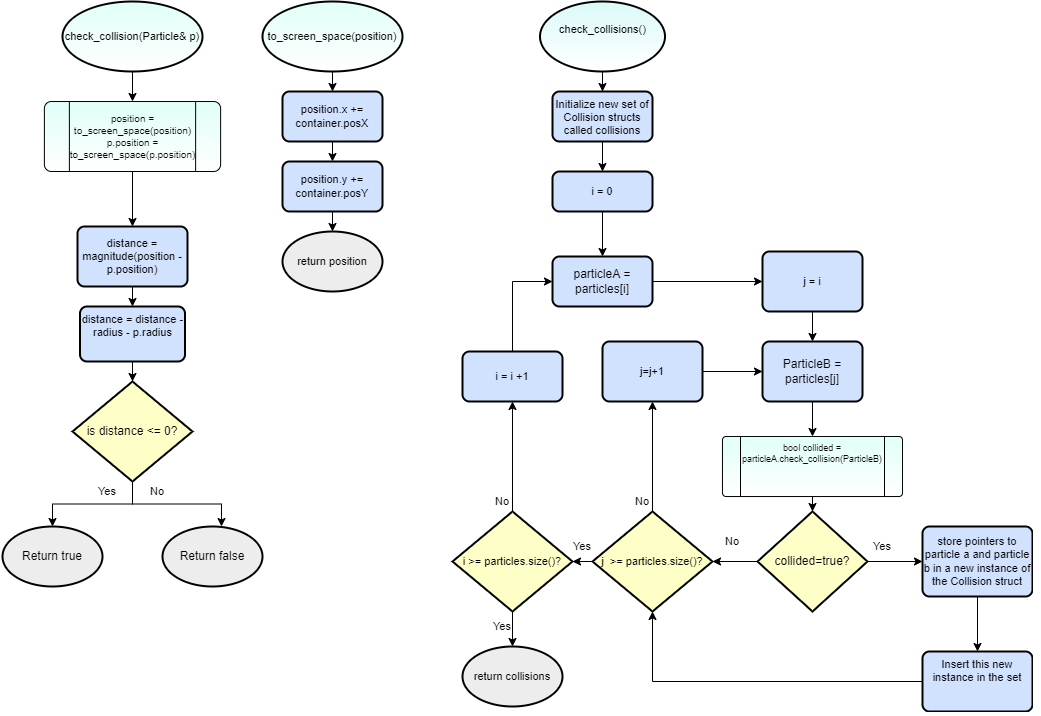 check_collision(Particle& p)
position =
to_screen_space(position)
p.position =
to_screen_space(p.position)
distance =
magnitude(position -
p.position)
distance = distance -
radius - p.radius
is distance <= 0?
Yes
No
Return true
Return false
to_screen_space(position)
position.x +=
container.posX
position.y +=
container.posY
return position
check_collisions()
Initialize new set of
Collision structs
called collisions
i = 0
particleA =
particles[i]
j = i
i = i +1
j=j+1
ParticleB =
particles[j]
bool collided =
particleA.check_collision(ParticleB)
No
No
i >= particles.size()?
Yes
j >= particles.size()?
No
collided=true?
Yes
store pointers to
particle a and particle
b in a new instance of
the Collision struct
Yes
return collisions
Insert this new
instance in the set